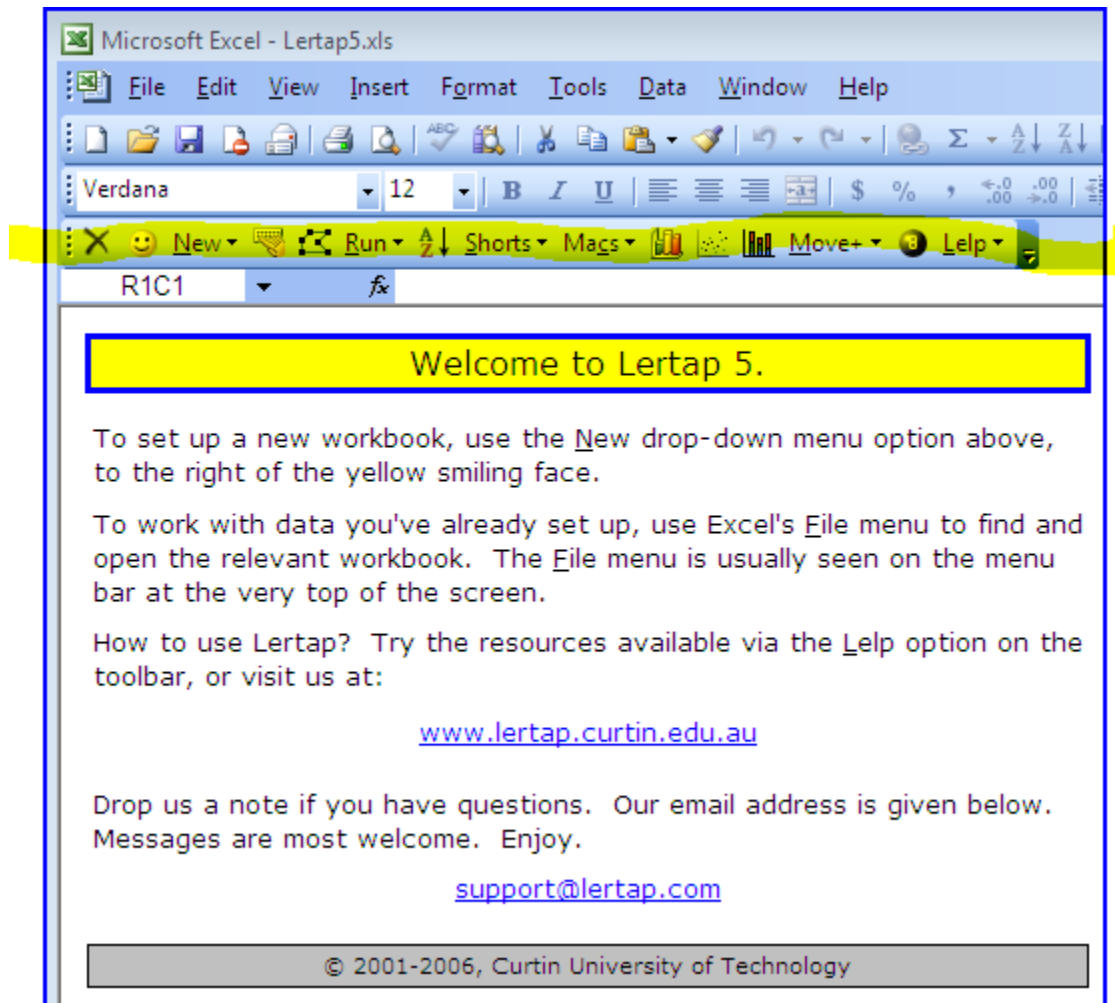 Microsoft Excel - Lertap5.xls
File Edit View Insert Format Tools Data Window Help
Verdana 12 B I U $ % , .00 .00
New Run Shorts Macs Move+ Lelp
R1C1 fx
Welcome to Lertap 5.
To set up a new workbook, use the New drop-down menu option above,
to the right of the yellow smiling face.
To work with data you've already set up, use Excel's File menu to find and
open the relevant workbook. The File menu is usually seen on the menu
bar at the very top of the screen.
How to use Lertap? Try the resources available via the Lelp option on the
toolbar, or visit us at:
www.lertap.curtin.edu.au
Drop us a note if you have questions. Our email address is given below.
Messages are most welcome. Enjoy.
support@lertap.com
© 2001-2006, Curtin University of Technology